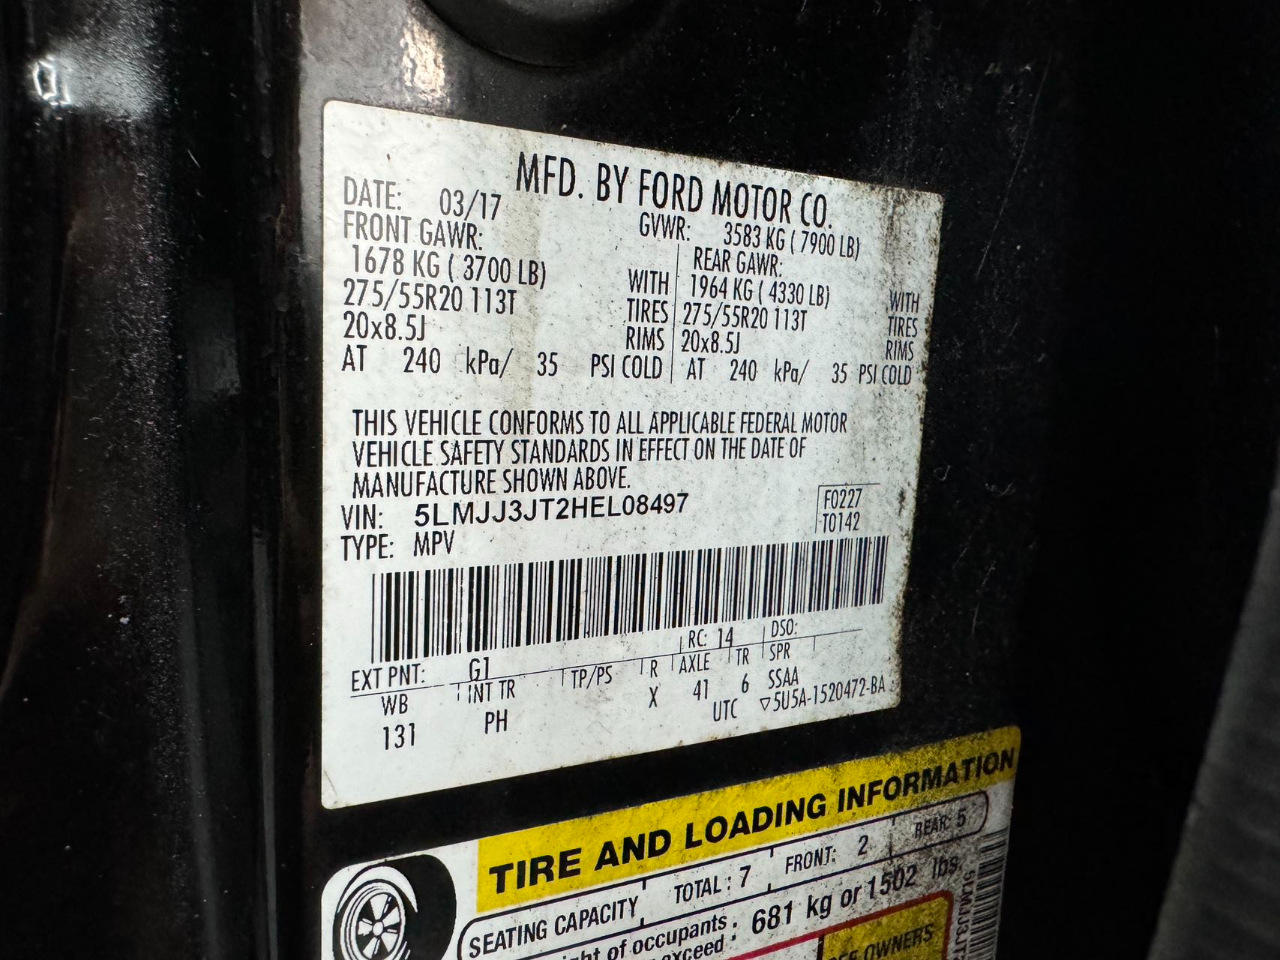 MFD. BY FORD MOTOR CO.
DATE: 03/17 GVWR: 3583 KG ( 7900 LB)
FRONT GAWR: REAR GAWR:
1678 KG ( 3700 LB) WITH 1964 KG ( 4330 LB) WITH
275/55R20 113T TIRES 275/55R20 113T TIRES
20x8.5J RIMS 20x8.5J RIMS
AT 240 kPa/ 35 PSI COLD AT 240 kPa/ 35 PSI COLD
THIS VEHICLE CONFORMS TO ALL APPLICABLE FEDERAL MOTOR
VEHICLE SAFETY STANDARDS IN EFFECT ON THE DATE OF
MANUFACTURE SHOWN ABOVE.
VIN: 5LMJJ3JT2HEL08497 F0227
TYPE: MPV T0142
EXT PNT: G1 RC: 14 DSO:
WB INT TR TP/PS R AXLE TR SPR
131 PH X 41 6 SSAA
UTC ▽5U5A-1520472-BA
TIRE AND LOADING INFORMATION
SEATING CAPACITY TOTAL : 7 FRONT: 2 REAR: 5
of occupants : 681 kg or 1502 lbs.
exceed
OWNERS